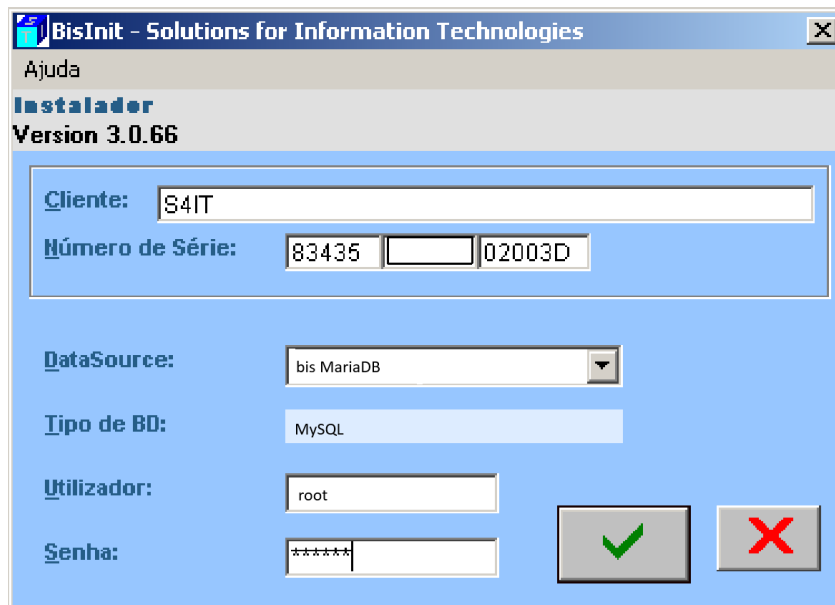 BisInit - Solutions for Information Technologies
Ajuda
Instalador
Version 3.0.66
Cliente: S4IT
Número de Série: 83435 02003D
DataSource: bis MariaDB
Tipo de BD: MySQL
Utilizador: root
Senha: ******